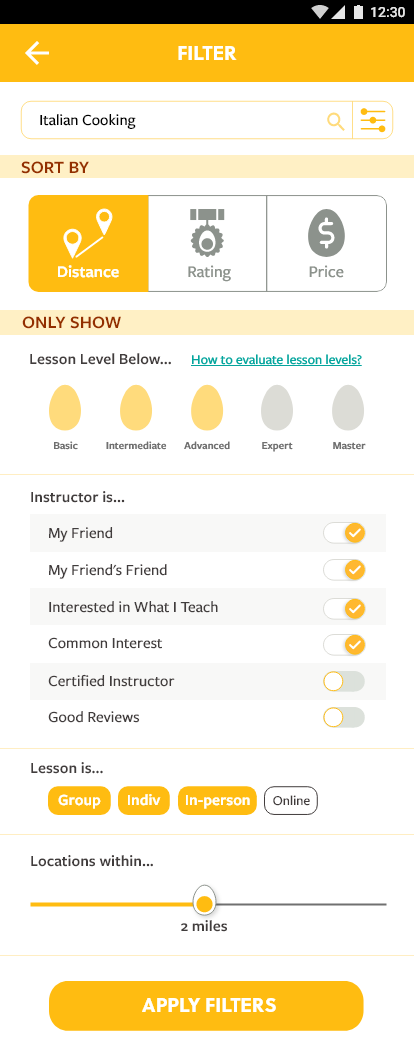 12:30
FILTER
Italian Cooking
SORT BY
Distance
Rating
$
Price
ONLY SHOW
Lesson Level Below... How to evaluate lesson levels?
Basic Intermediate Advanced Expert Master
Instructor is...
My Friend
My Friend's Friend
Interested in What I Teach
Common Interest
Certified Instructor
Good Reviews
Lesson is...
Group Indiv In-person Online
Locations within...
2 miles
APPLY FILTERS